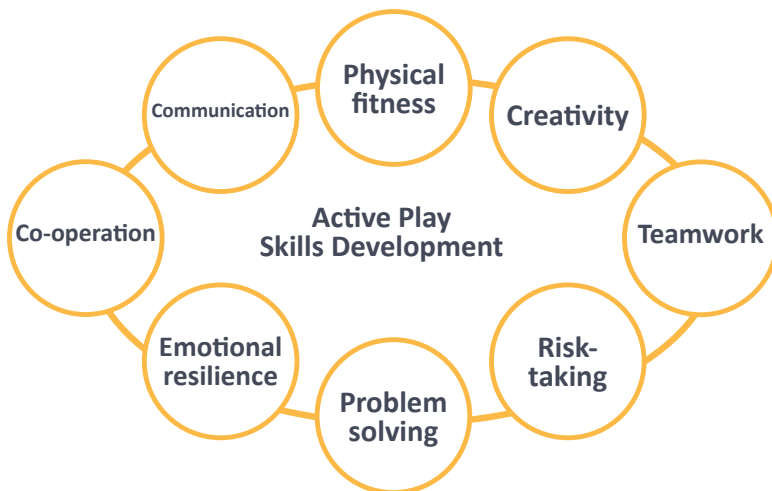 Physical
fitness
Communication
Creativity
Co-operation
Active Play
Skills Development
Teamwork
Emotional
resilience
Risk-
taking
Problem
solving